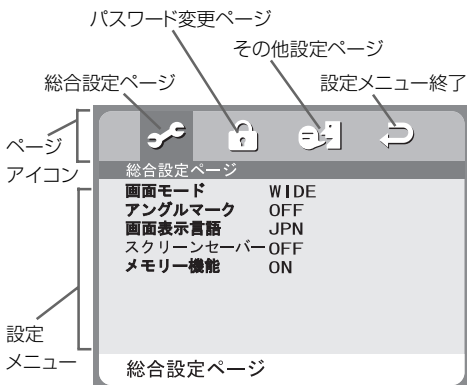 パスワード変更ページ
その他設定ページ
総合設定ページ
設定メニュー終了
ページ
アイコン
総合設定ページ
画面モード WIDE
アングルマーク OFF
画面表示言語 JPN
スクリーンセーバー OFF
メモリー機能 ON
設定
メニュー
総合設定ページ